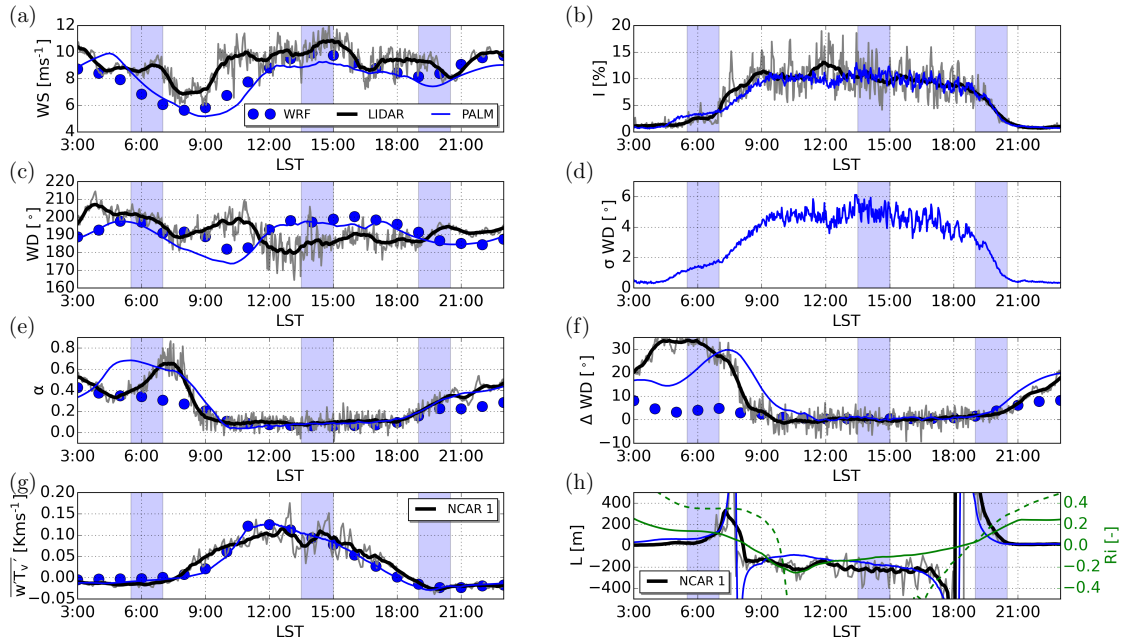 (a)
WS [ms⁻¹]
12
10
8
6
4
WRF LIDAR PALM
3:00 6:00 9:00 12:00 15:00 18:00 21:00
LST
(b)
I [%]
20
15
10
5
0
3:00 6:00 9:00 12:00 15:00 18:00 21:00
LST
(c)
WD [°]
220
210
200
190
180
170
160
3:00 6:00 9:00 12:00 15:00 18:00 21:00
LST
(d)
σ WD [°]
6
4
2
0
3:00 6:00 9:00 12:00 15:00 18:00 21:00
LST
(e)
α
0.8
0.6
0.4
0.2
0.0
3:00 6:00 9:00 12:00 15:00 18:00 21:00
LST
(f)
Δ WD [°]
30
20
10
0
−10
3:00 6:00 9:00 12:00 15:00 18:00 21:00
LST
(g)
w'Tᵥ' [Kms⁻¹]
0.20
0.15
0.10
0.05
0.00
−0.05
NCAR 1
3:00 6:00 9:00 12:00 15:00 18:00 21:00
LST
(h)
L [m]
400
200
0
−200
−400
NCAR 1
0.4
0.2
0.0
−0.2
−0.4
Ri [-]
3:00 6:00 9:00 12:00 15:00 18:00 21:00
LST